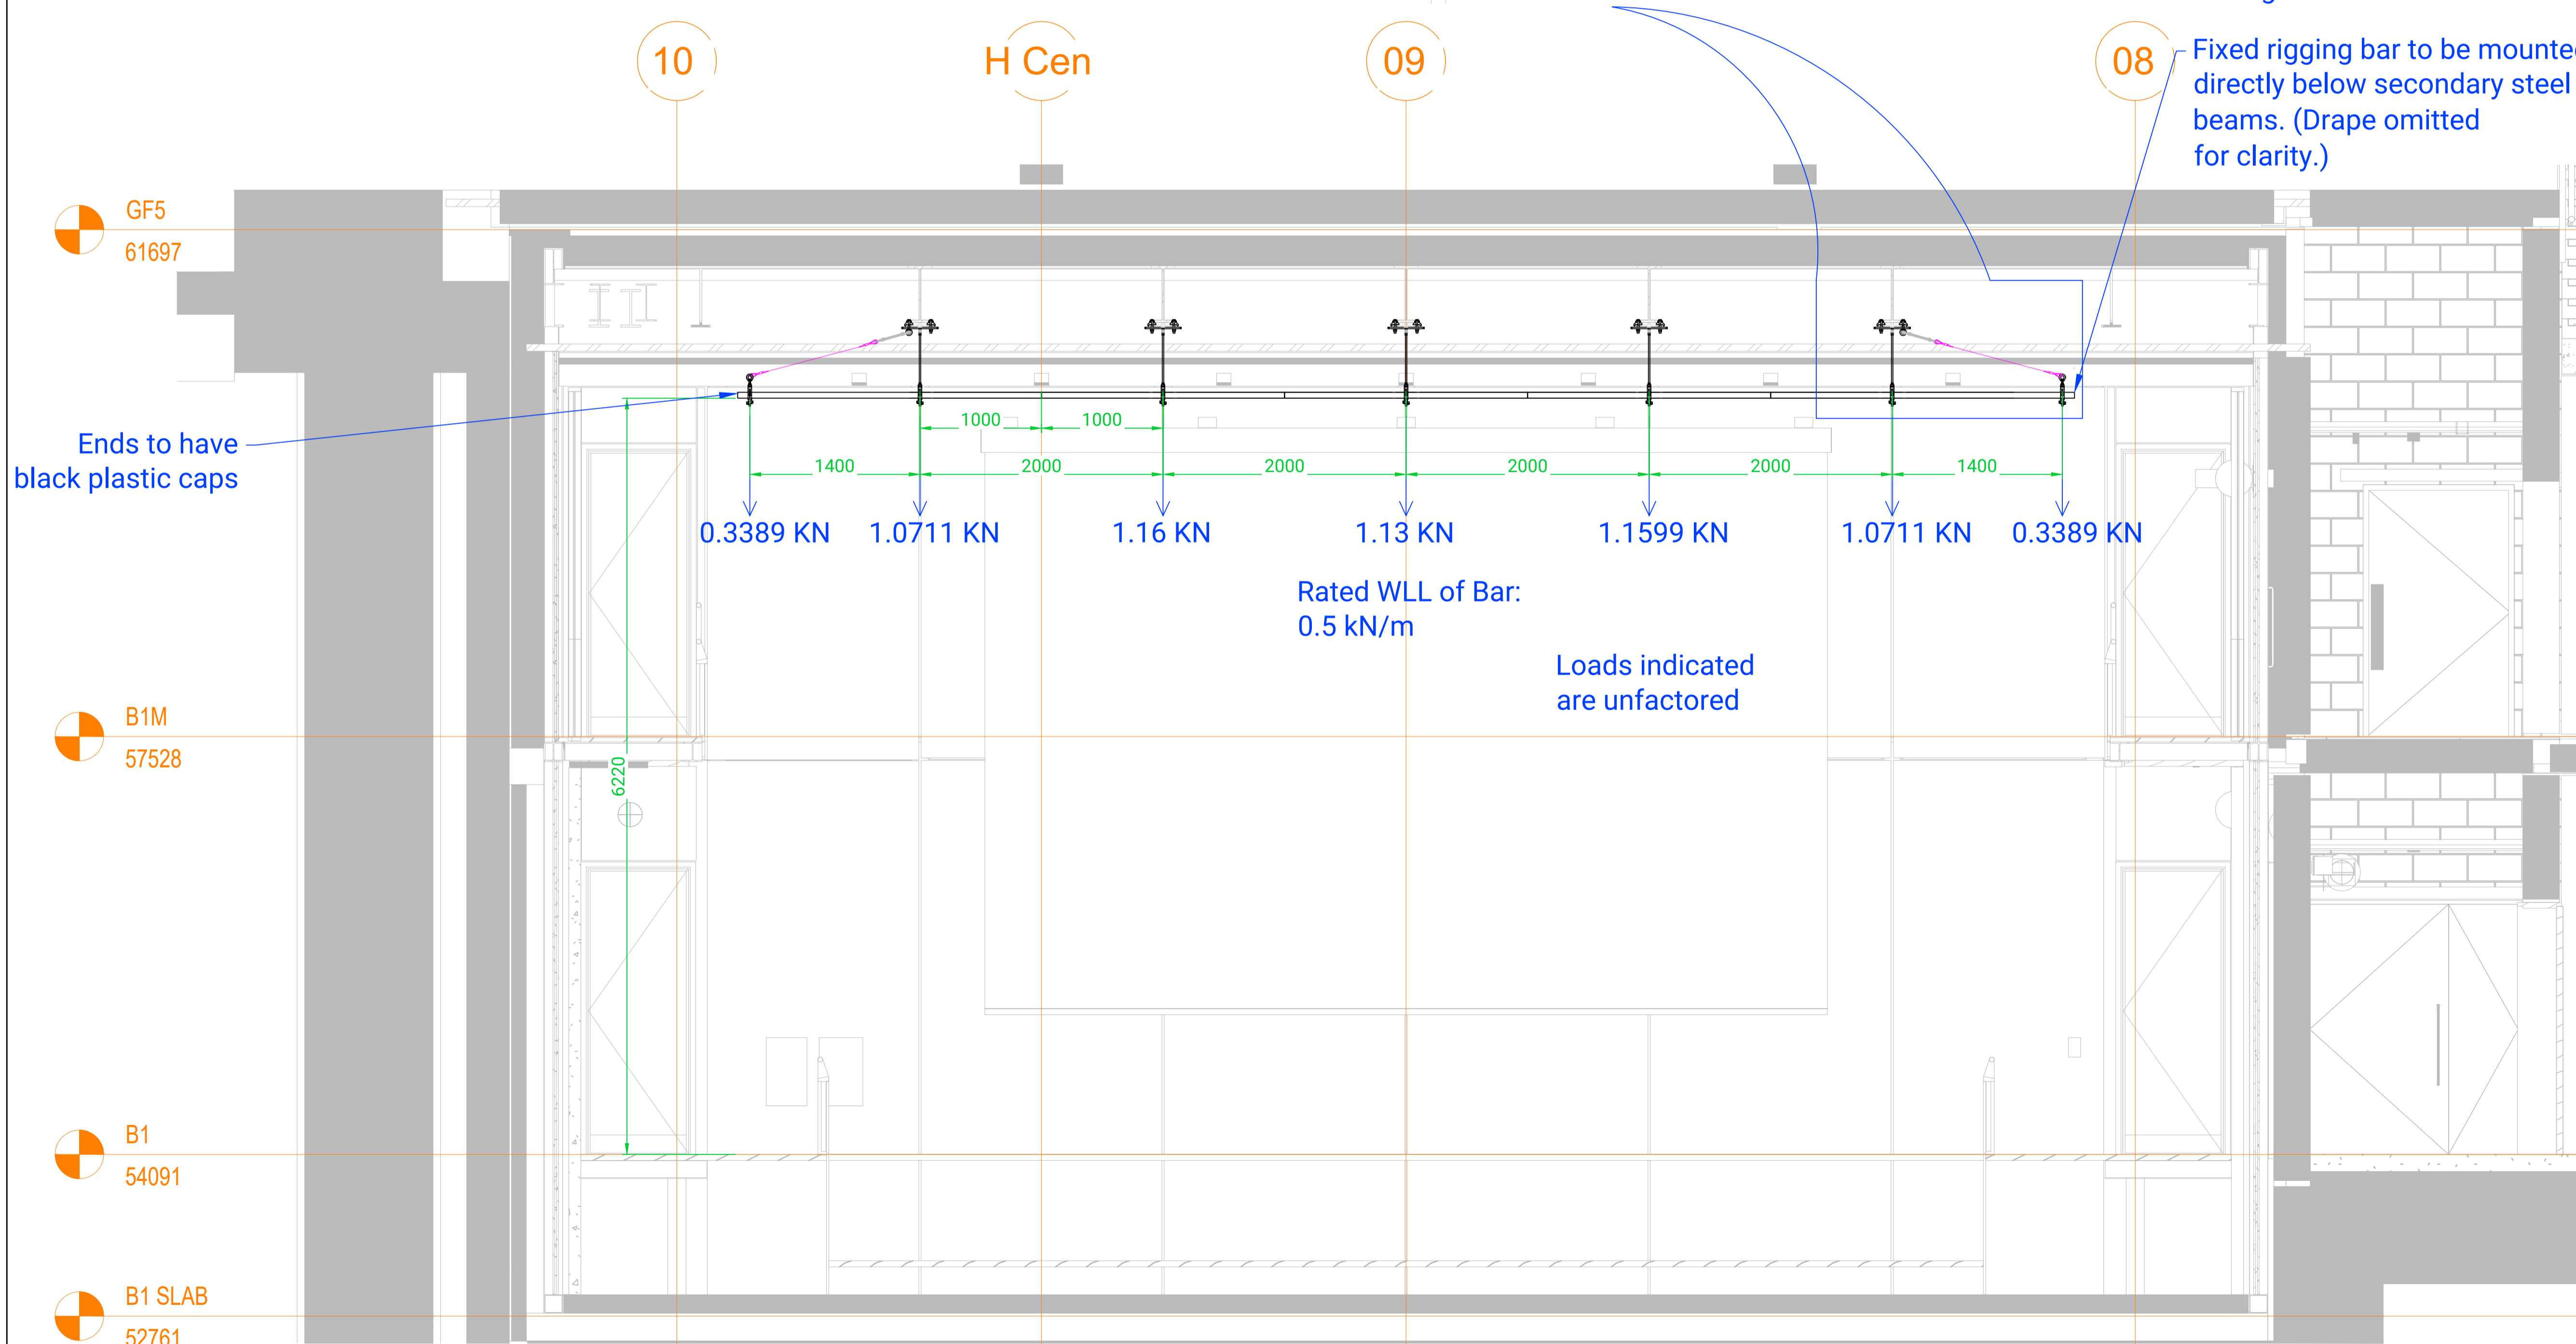 10
H Cen
09
08
Fixed rigging bar to be mounted
directly below secondary steel
beams. (Drape omitted
for clarity.)
GF5
61697
Ends to have
black plastic caps
1000
1000
1400
2000
2000
2000
2000
1400
0.3389 KN
1.0711 KN
1.16 KN
1.13 KN
1.1599 KN
1.0711 KN
0.3389 KN
Rated WLL of Bar:
0.5 kN/m
Loads indicated
are unfactored
B1M
57528
6220
B1
54091
B1 SLAB
52761